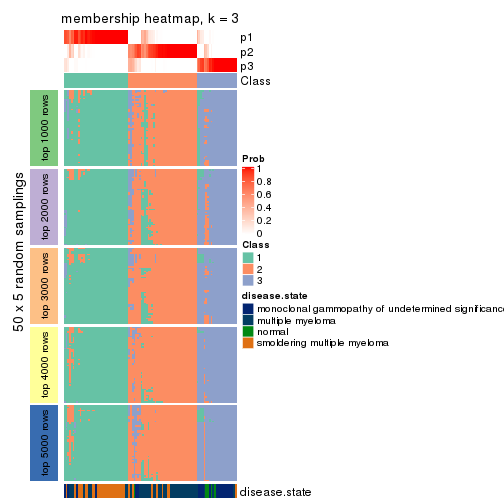 membership heatmap, k = 3
p1
p2
p3
Class
50 x 5 random samplings
top 1000 rows
top 2000 rows
top 3000 rows
top 4000 rows
top 5000 rows
Prob
1
0.8
0.6
0.4
0.2
0
Class
1
2
3
disease.state
monoclonal gammopathy of undetermined significance
multiple myeloma
normal
smoldering multiple myeloma
disease.state